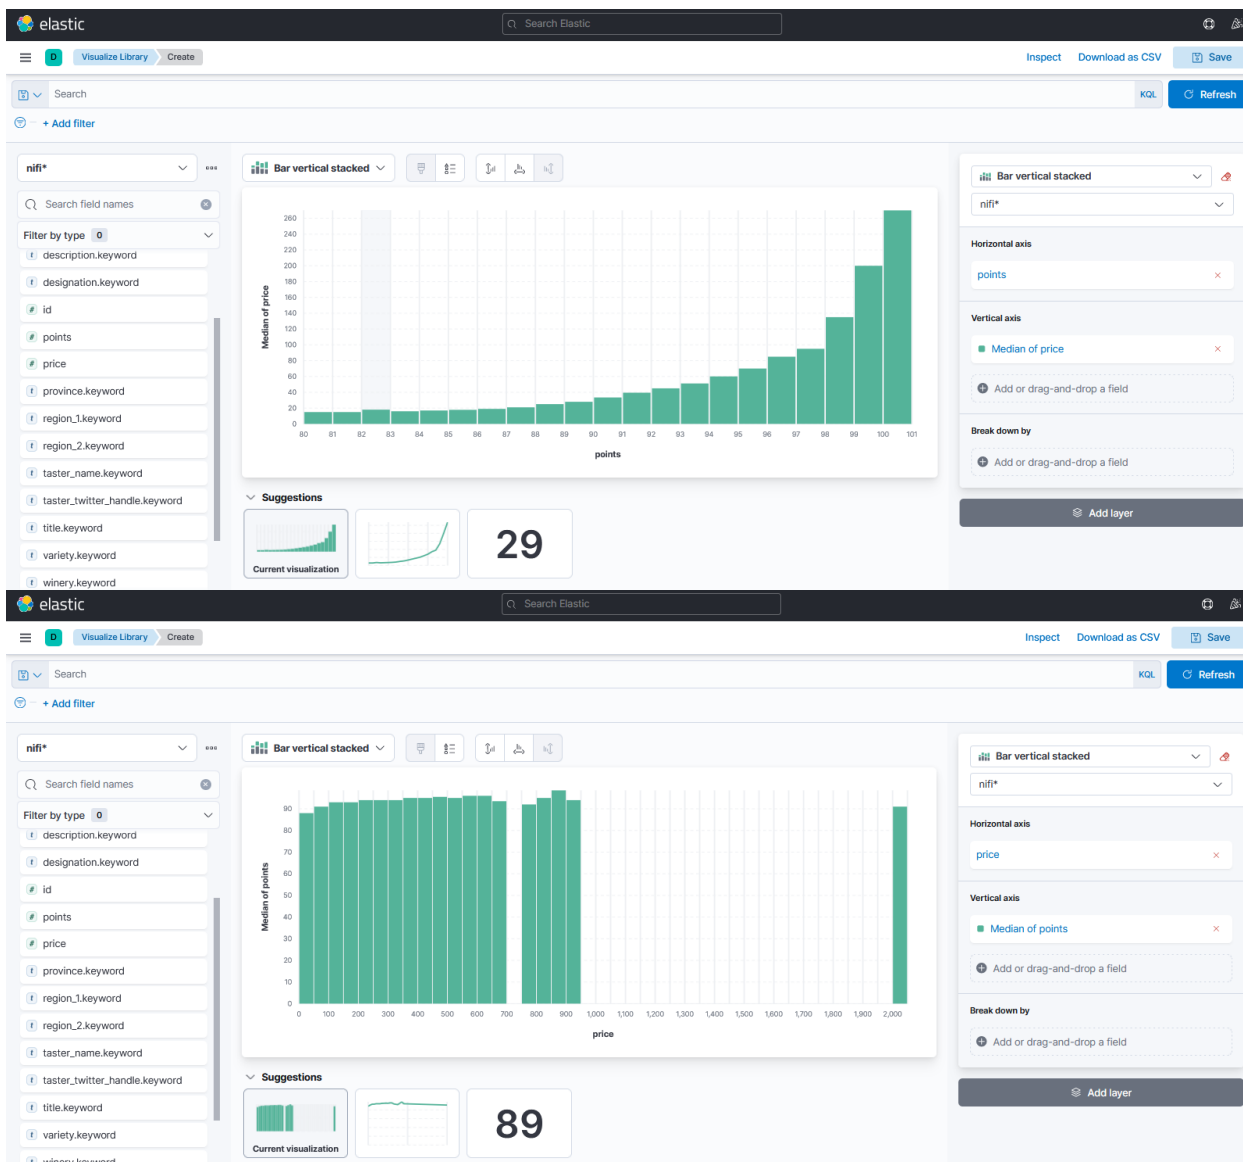 elastic
Search Elastic
D Visualize Library Create
Inspect Download as CSV Save
Search KQL Refresh
+ Add filter
nifi*
Search field names
Filter by type 0
description.keyword
designation.keyword
id
points
price
province.keyword
region_1.keyword
region_2.keyword
taster_name.keyword
taster_twitter_handle.keyword
title.keyword
variety.keyword
winery.keyword
Bar vertical stacked
Median of price
260
240
220
200
180
160
140
120
100
80
60
40
20
0
80 81 82 83 84 85 86 87 88 89 90 91 92 93 94 95 96 97 98 99 100 101
points
Suggestions
Current visualization
29
Bar vertical stacked
nifi*
Horizontal axis
points
Vertical axis
Median of price
Add or drag-and-drop a field
Break down by
Add or drag-and-drop a field
Add layer
elastic
Search Elastic
D Visualize Library Create
Inspect Download as CSV Save
Search KQL Refresh
+ Add filter
nifi*
Search field names
Filter by type 0
description.keyword
designation.keyword
id
points
price
province.keyword
region_1.keyword
region_2.keyword
taster_name.keyword
taster_twitter_handle.keyword
title.keyword
variety.keyword
winery.keyword
Bar vertical stacked
Median of points
90
80
70
60
50
40
30
20
10
0
0 100 200 300 400 500 600 700 800 900 1,000 1,100 1,200 1,300 1,400 1,500 1,600 1,700 1,800 1,900 2,000
price
Suggestions
Current visualization
89
Bar vertical stacked
nifi*
Horizontal axis
price
Vertical axis
Median of points
Add or drag-and-drop a field
Break down by
Add or drag-and-drop a field
Add layer